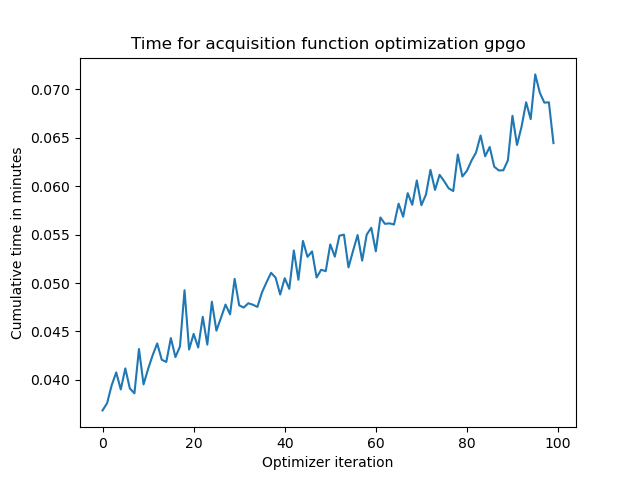 Time for acquisition function optimization gpgo
0.070
0.065
0.060
0.055
0.050
0.045
0.040
Cumulative time in minutes
0 20 40 60 80 100
Optimizer iteration